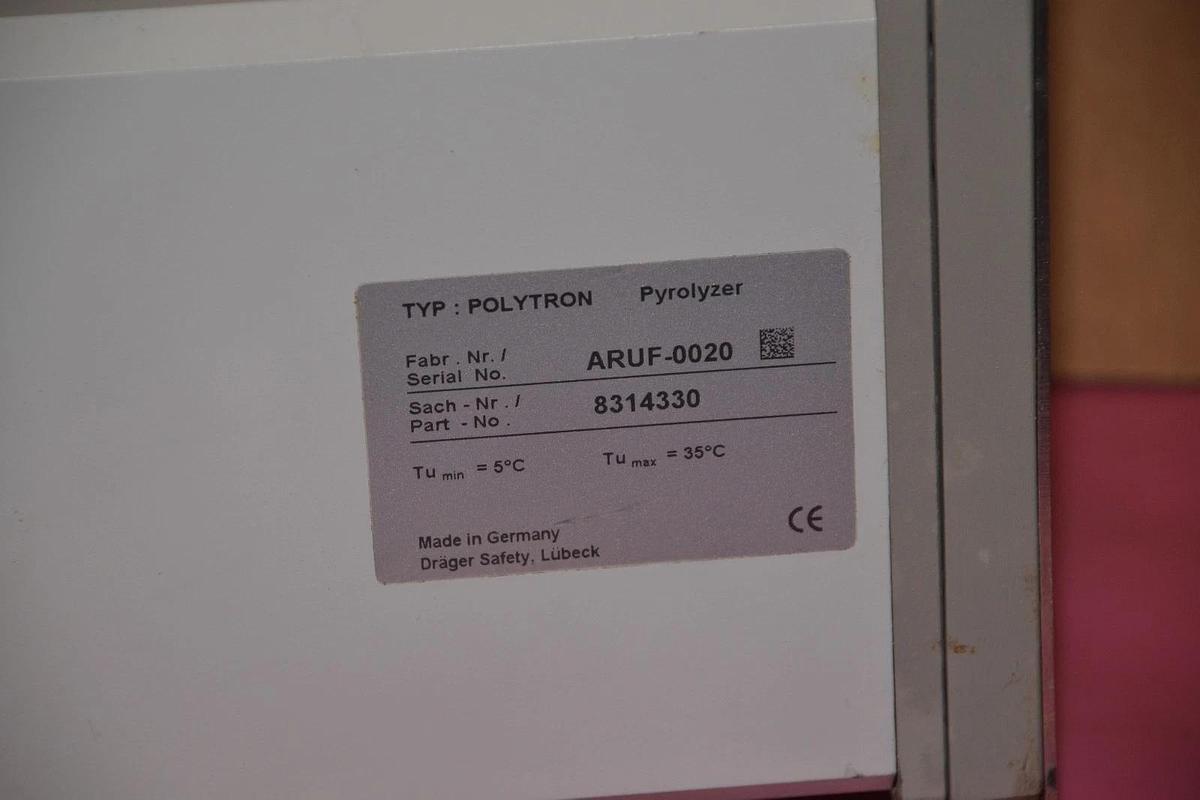 TYP : POLYTRON Pyrolyzer
Fabr . Nr. /
Serial No. ARUF-0020
Sach - Nr . /
Part - No . 8314330
Tu min = 5°C Tu max = 35°C
Made in Germany
Dräger Safety, Lübeck
CE